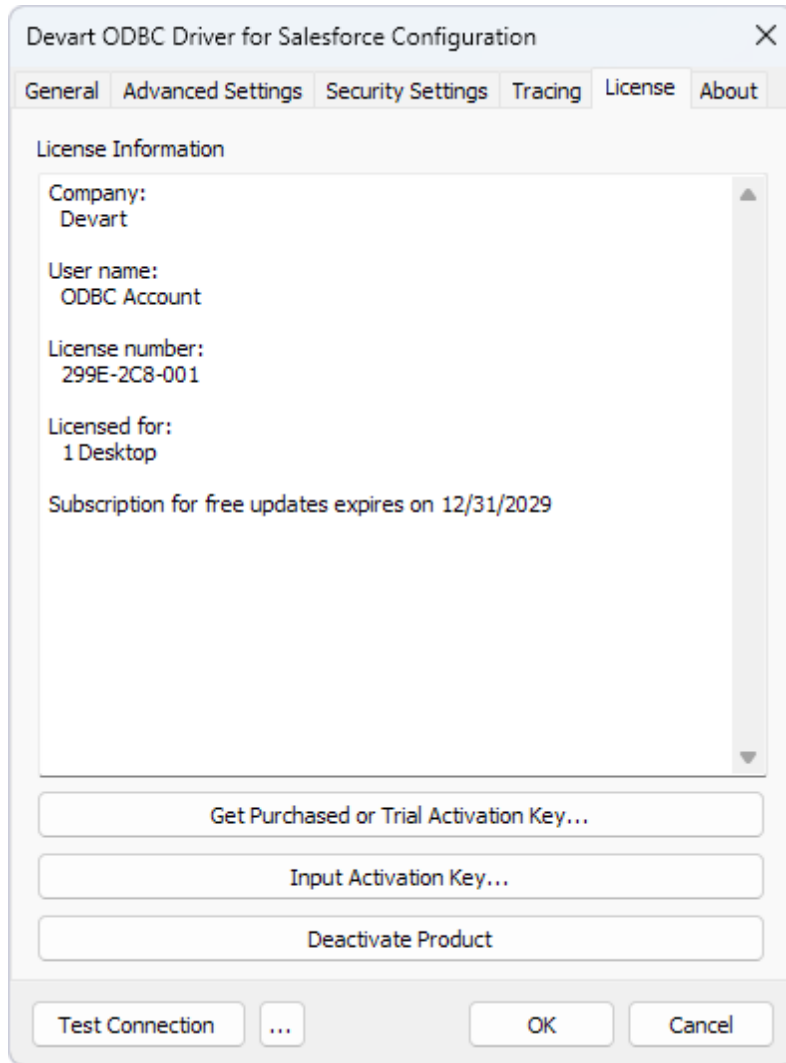 Devart ODBC Driver for Salesforce Configuration
General Advanced Settings Security Settings Tracing License About
License Information
Company:
Devart
User name:
ODBC Account
License number:
299E-2C8-001
Licensed for:
1 Desktop
Subscription for free updates expires on 12/31/2029
Get Purchased or Trial Activation Key...
Input Activation Key...
Deactivate Product
Test Connection ... OK Cancel